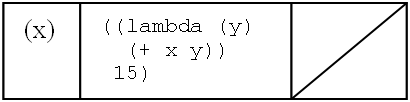 (x)
((lambda (y)
(+ x y))
15)